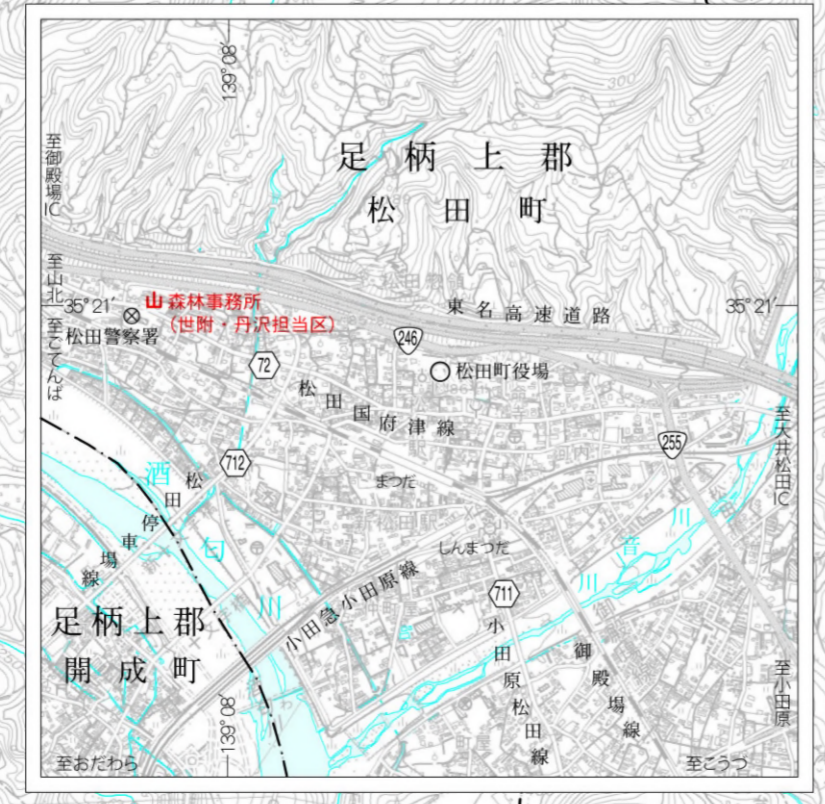 139°08′
300
足柄上郡
松田町
至御殿場IC
至山北
至ごてんば
35°21′
山 森林事務所
(世附・丹沢担当区)
松田警察署
東名高速道路
35°21′
246
松田町役場
72
松田国府津線
255
至大井松田IC
712
まつだ
酒匂川
松田停車場線
新松田駅
しんまつだ
川音川
小田急小田原線
711
小田原松田線
御殿場線
足柄上郡
開成町
至小田原
139°08′
至おだわら
至こうづ